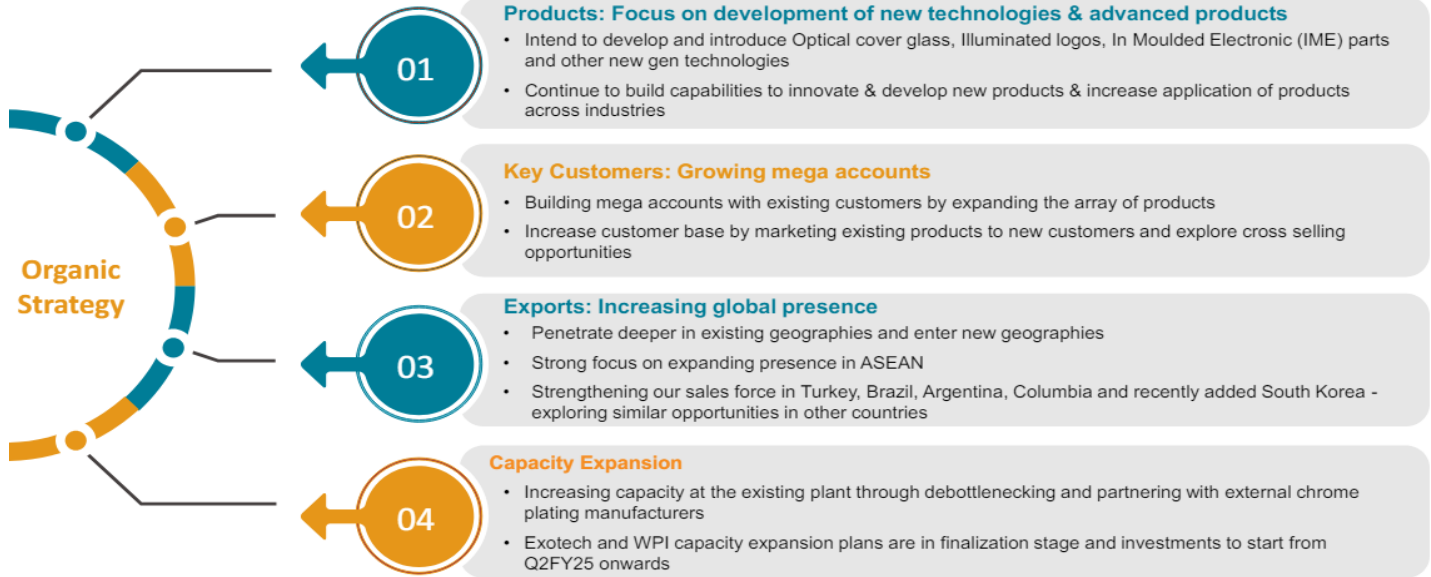 Organic
Strategy
01
Products: Focus on development of new technologies & advanced products
• Intend to develop and introduce Optical cover glass, Illuminated logos, In Moulded Electronic (IME) parts
and other new gen technologies
• Continue to build capabilities to innovate & develop new products & increase application of products
across industries
02
Key Customers: Growing mega accounts
• Building mega accounts with existing customers by expanding the array of products
• Increase customer base by marketing existing products to new customers and explore cross selling
opportunities
03
Exports: Increasing global presence
• Penetrate deeper in existing geographies and enter new geographies
• Strong focus on expanding presence in ASEAN
• Strengthening our sales force in Turkey, Brazil, Argentina, Columbia and recently added South Korea -
exploring similar opportunities in other countries
04
Capacity Expansion
• Increasing capacity at the existing plant through debottlenecking and partnering with external chrome
plating manufacturers
• Exotech and WPI capacity expansion plans are in finalization stage and investments to start from
Q2FY25 onwards